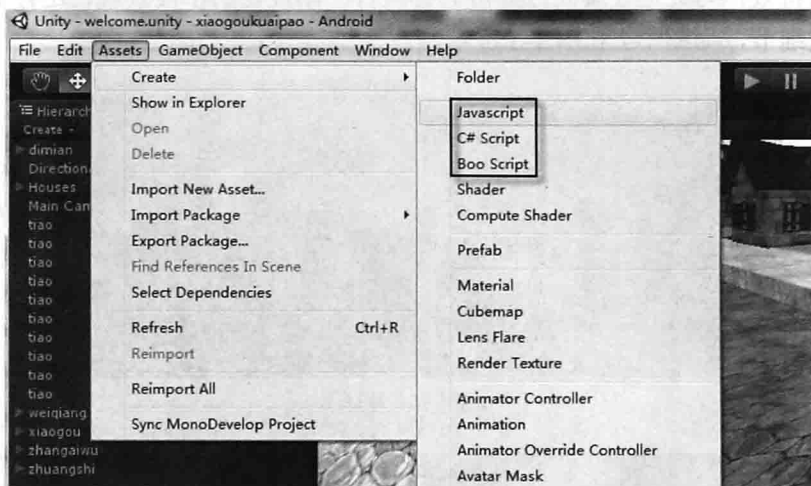 Unity - welcome.unity - xiaogoukuaipao - Android
File Edit Assets GameObject Component Window Help
Hierarch
Create
dimian
Direction
Houses
Main Can
tiao
tiao
tiao
tiao
tiao
tiao
tiao
tiao
tiao
tiao
weiqiang
xiaogou
zhangaiwu
zhuangshi
Create
Show in Explorer
Open
Delete
Import New Asset...
Import Package
Export Package...
Find References In Scene
Select Dependencies
Refresh Ctrl+R
Reimport
Reimport All
Sync MonoDevelop Project
Folder
Javascript
C# Script
Boo Script
Shader
Compute Shader
Prefab
Material
Cubemap
Lens Flare
Render Texture
Animator Controller
Animation
Animator Override Controller
Avatar Mask